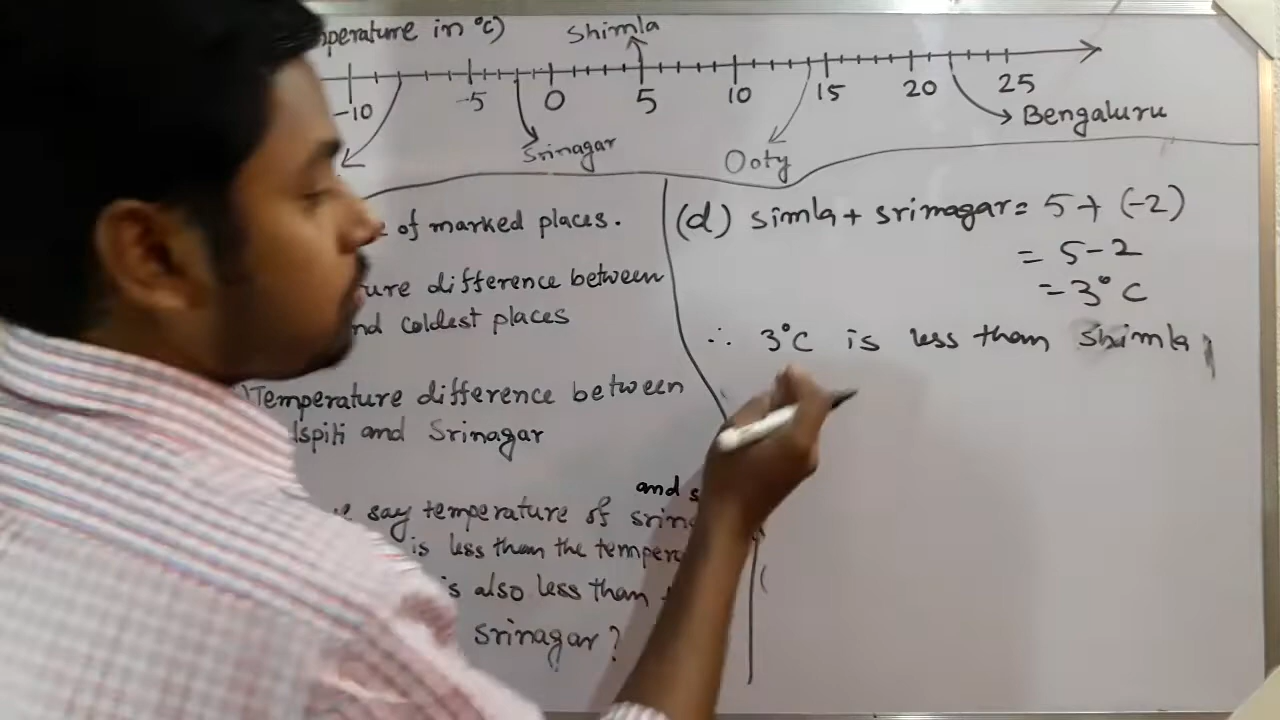 perature in °C)
Shimla
-10 -5 0 5 10 15 20 25
Srinagar
Ooty
Bengaluru
of marked places.
ure difference between
nd coldest places
Temperature difference between
spiti and Srinagar
and s
say temperature of srin
is less than the temper
s also less than
srinagar?
(d) simla + srinagar = 5 + (-2)
= 5-2
= 3°C
∴ 3°C is less than Shimla